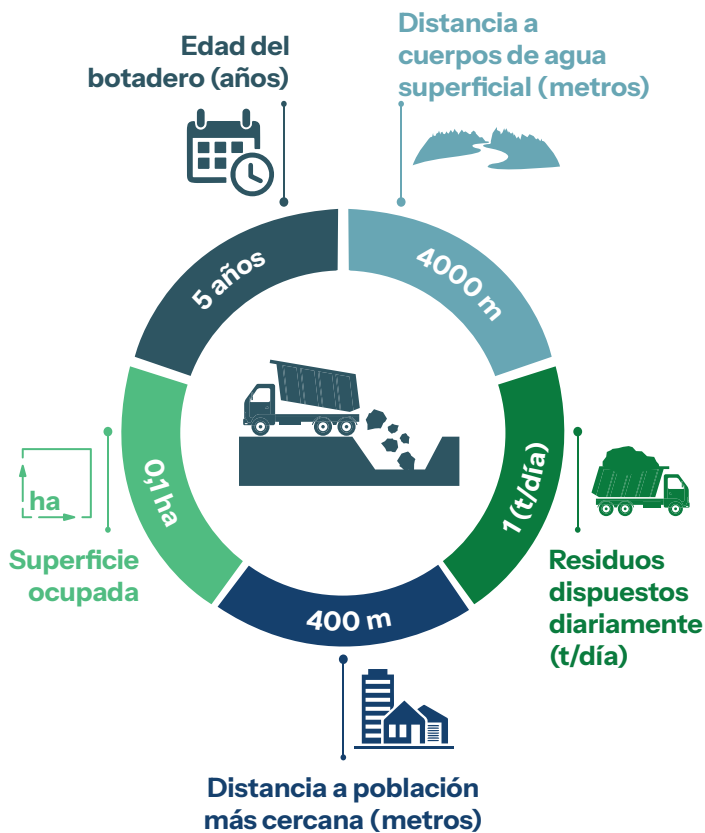 Edad del
botadero (años)
Distancia a
cuerpos de agua
superficial (metros)
5 años
4000 m
0,1 ha
1 (t/día)
400 m
ha
Superficie
ocupada
Residuos
dispuestos
diariamente
(t/día)
Distancia a población
más cercana (metros)